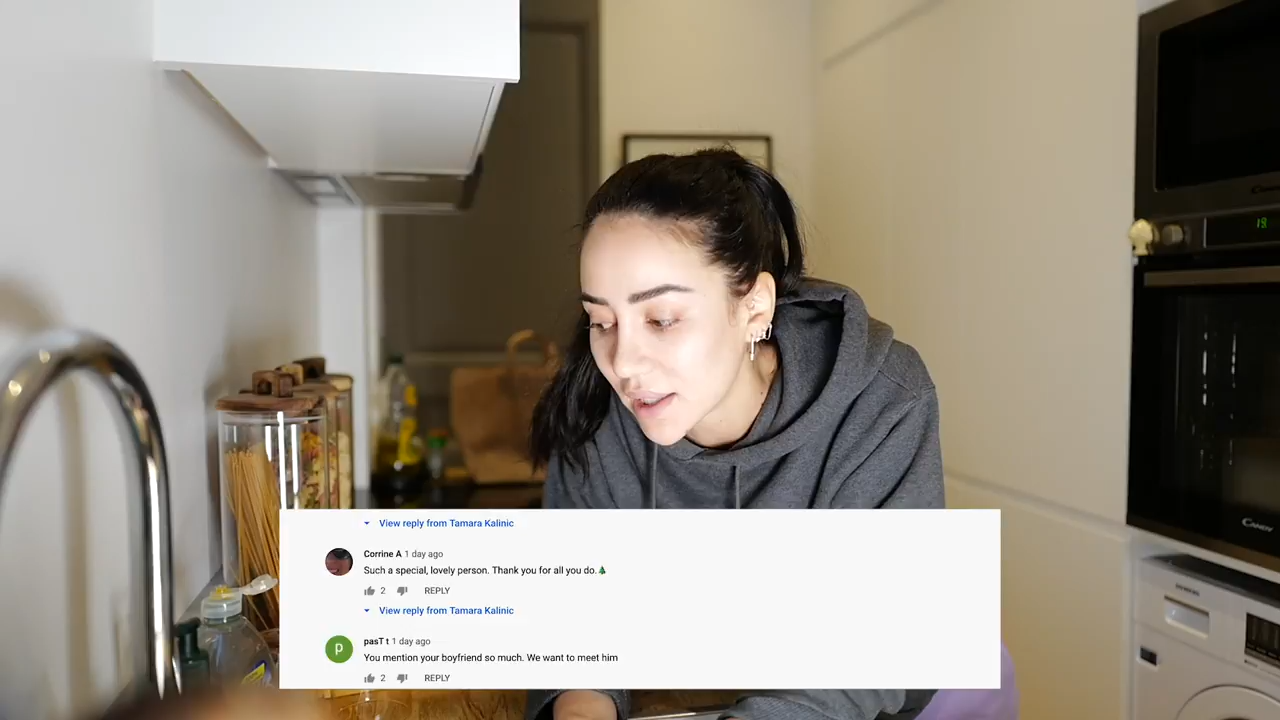 19
CANDY
View reply from Tamara Kalinic
Corrine A 1 day ago
Such a special, lovely person. Thank you for all you do.🌲
2 REPLY
View reply from Tamara Kalinic
P
pasT t 1 day ago
You mention your boyfriend so much. We want to meet him
2 REPLY